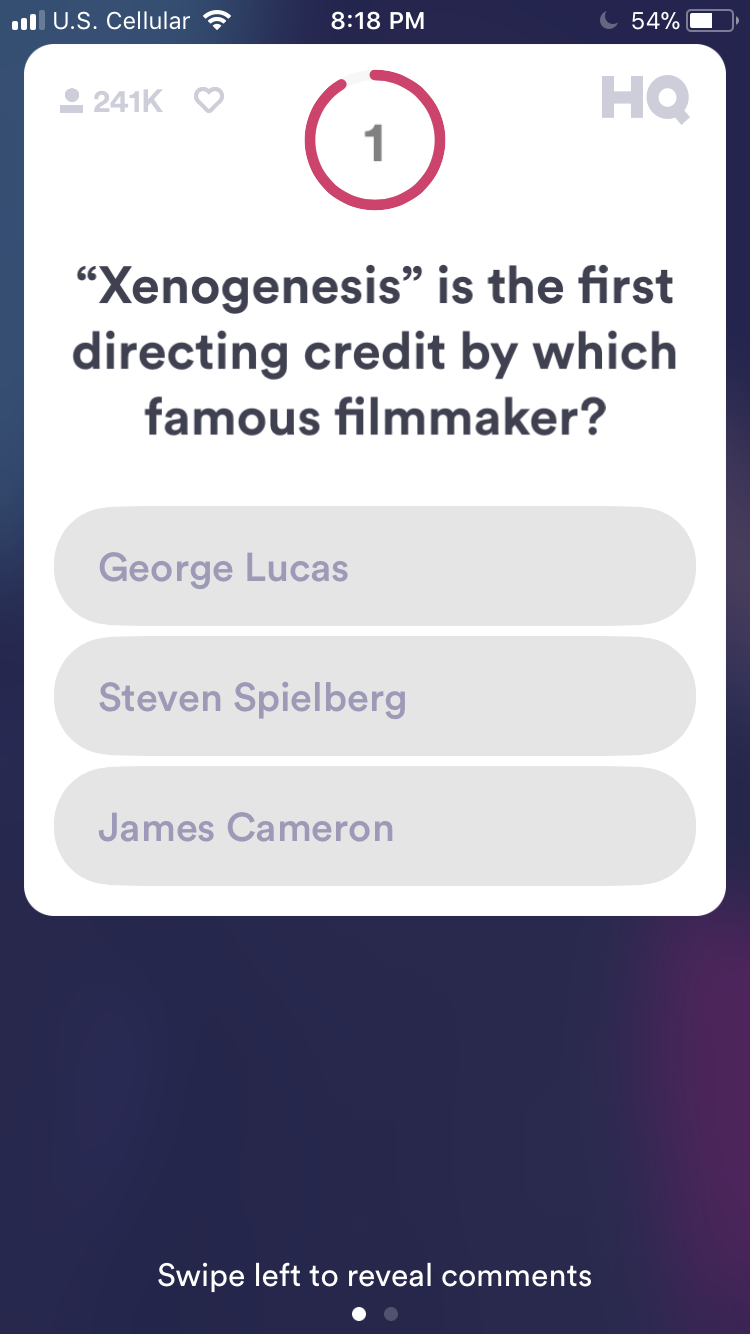 U.S. Cellular 8:18 PM 54%
241K 1 HQ
“Xenogenesis” is the first
directing credit by which
famous filmmaker?
George Lucas
Steven Spielberg
James Cameron
Swipe left to reveal comments